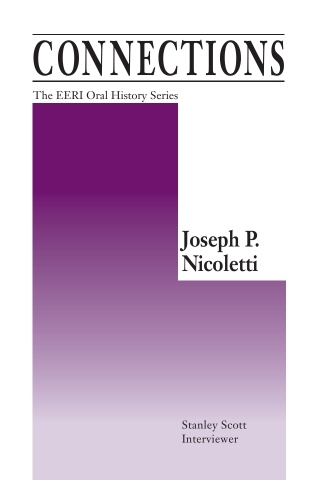 CONNECTIONS
The EERI Oral History Series
Joseph P.
Nicoletti
Stanley Scott
Interviewer